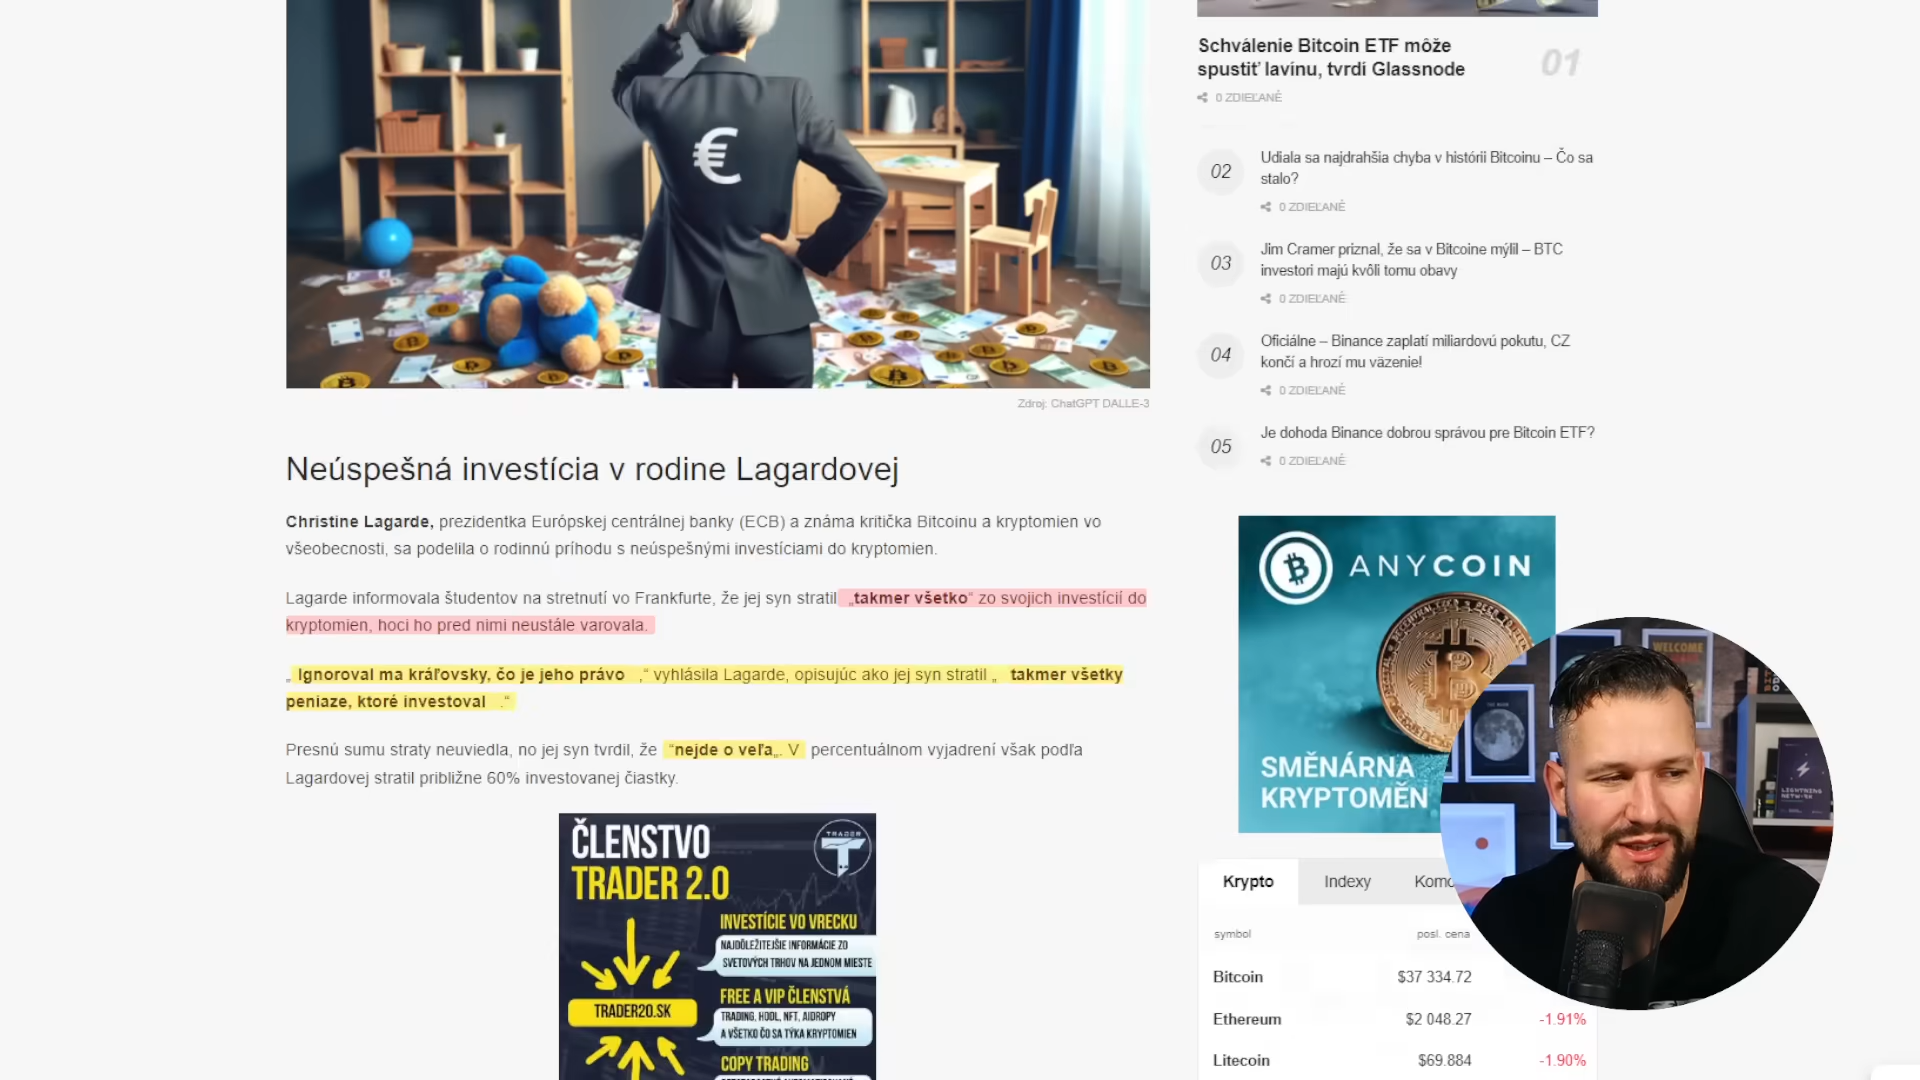 €
Zdroj: ChatGPT DALLE-3
Neúspešná investícia v rodine Lagardovej
Christine Lagarde, prezidentka Európskej centrálnej banky (ECB) a známa kritička Bitcoinu a kryptomien vo
všeobecnosti, sa podelila o rodinnú príhodu s neúspešnými investíciami do kryptomien.
Lagarde informovala študentov na stretnutí vo Frankfurte, že jej syn stratil „takmer všetko“ zo svojich investícií do
kryptomien, hoci ho pred nimi neustále varovala.
„ Ignoroval ma kráľovsky, čo je jeho právo ,“ vyhlásila Lagarde, opisujúc ako jej syn stratil „ takmer všetky
peniaze, ktoré investoval .“
Presnú sumu straty neuviedla, no jej syn tvrdil, že “nejde o veľa„. V percentuálnom vyjadrení však podľa
Lagardovej stratil približne 60% investovanej čiastky.
ČLENSTVO
TRADER 2.0
TRADER
INVESTÍCIE VO VRECKU
NAJDÔLEŽITEJŠIE INFORMÁCIE ZO
SVETOVÝCH TRHOV NA JEDNOM MIESTE
TRADER20.SK
FREE A VIP ČLENSTVÁ
TRADING, HODL, NFT, AIDROPY
A VŠETKO ČO SA TÝKA KRYPTOMIEN
COPY TRADING
Schválenie Bitcoin ETF môže
spustiť lavínu, tvrdí Glassnode
01
0 ZDIEĽANÉ
02
Udiala sa najdrahšia chyba v histórii Bitcoinu – Čo sa
stalo?
0 ZDIEĽANÉ
03
Jim Cramer priznal, že sa v Bitcoine mýlil – BTC
investori majú kvôli tomu obavy
0 ZDIEĽANÉ
04
Oficiálne – Binance zaplatí miliardovú pokutu, CZ
končí a hrozí mu väzenie!
0 ZDIEĽANÉ
05
Je dohoda Binance dobrou správou pre Bitcoin ETF?
0 ZDIEĽANÉ
ANYCOIN
SMĚNÁRNA
KRYPTOMĚN
WELCOME
LIGHTNING
NETWORK
Krypto Indexy
symbol posl. cena
Bitcoin $37 334.72
Ethereum $2 048.27 -1.91%
Litecoin $69.884 -1.90%